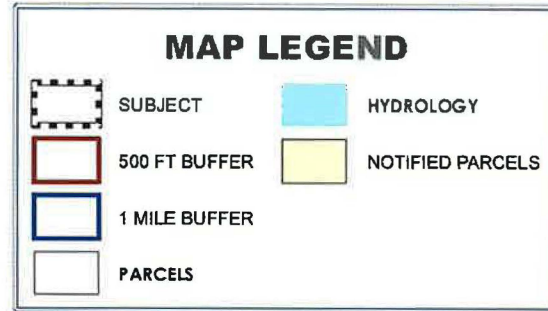 MAP LEGEND
SUBJECT
500 FT BUFFER
1 MILE BUFFER
PARCELS
HYDROLOGY
NOTIFIED PARCELS